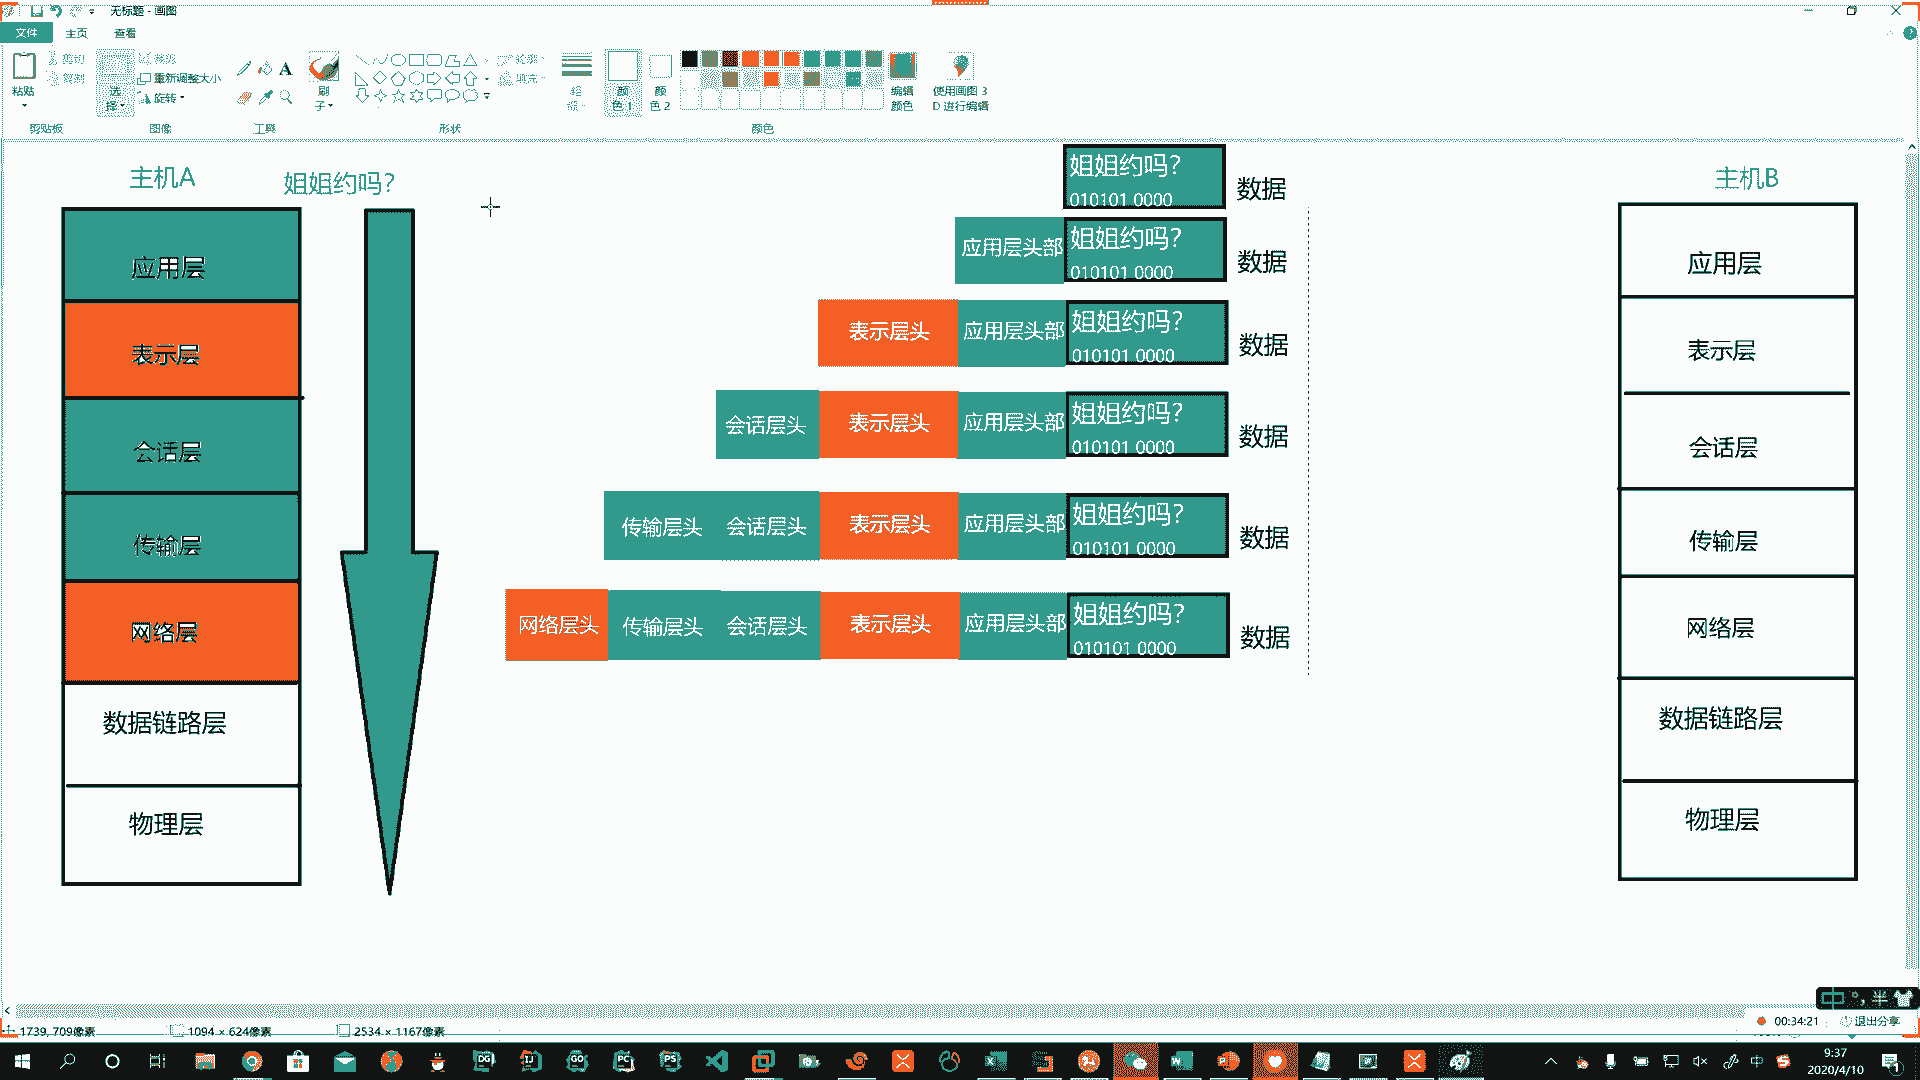 无标题 - 画图
文件 主页 查看
粘贴
剪切
复制
选择
重新调整大小
旋转
A
刷子
轮廓
填充
粗细
颜色 1
颜色 2
编辑颜色
使用画图 3D 进行编辑
剪贴板 图像 工具 形状 颜色
主机A
姐姐约吗?
应用层
表示层
会话层
传输层
网络层
数据链路层
物理层
姐姐约吗?
010101 0000
数据
应用层头部
姐姐约吗?
010101 0000
数据
表示层头
应用层头部
姐姐约吗?
010101 0000
数据
会话层头
表示层头
应用层头部
姐姐约吗?
010101 0000
数据
传输层头
会话层头
表示层头
应用层头部
姐姐约吗?
010101 0000
数据
网络层头
传输层头
会话层头
表示层头
应用层头部
姐姐约吗?
010101 0000
数据
主机B
应用层
表示层
会话层
传输层
网络层
数据链路层
物理层
1739, 709像素
1094 × 624像素
2534 × 1167像素
00:34:21
退出分享
中
9:37
2020/4/10